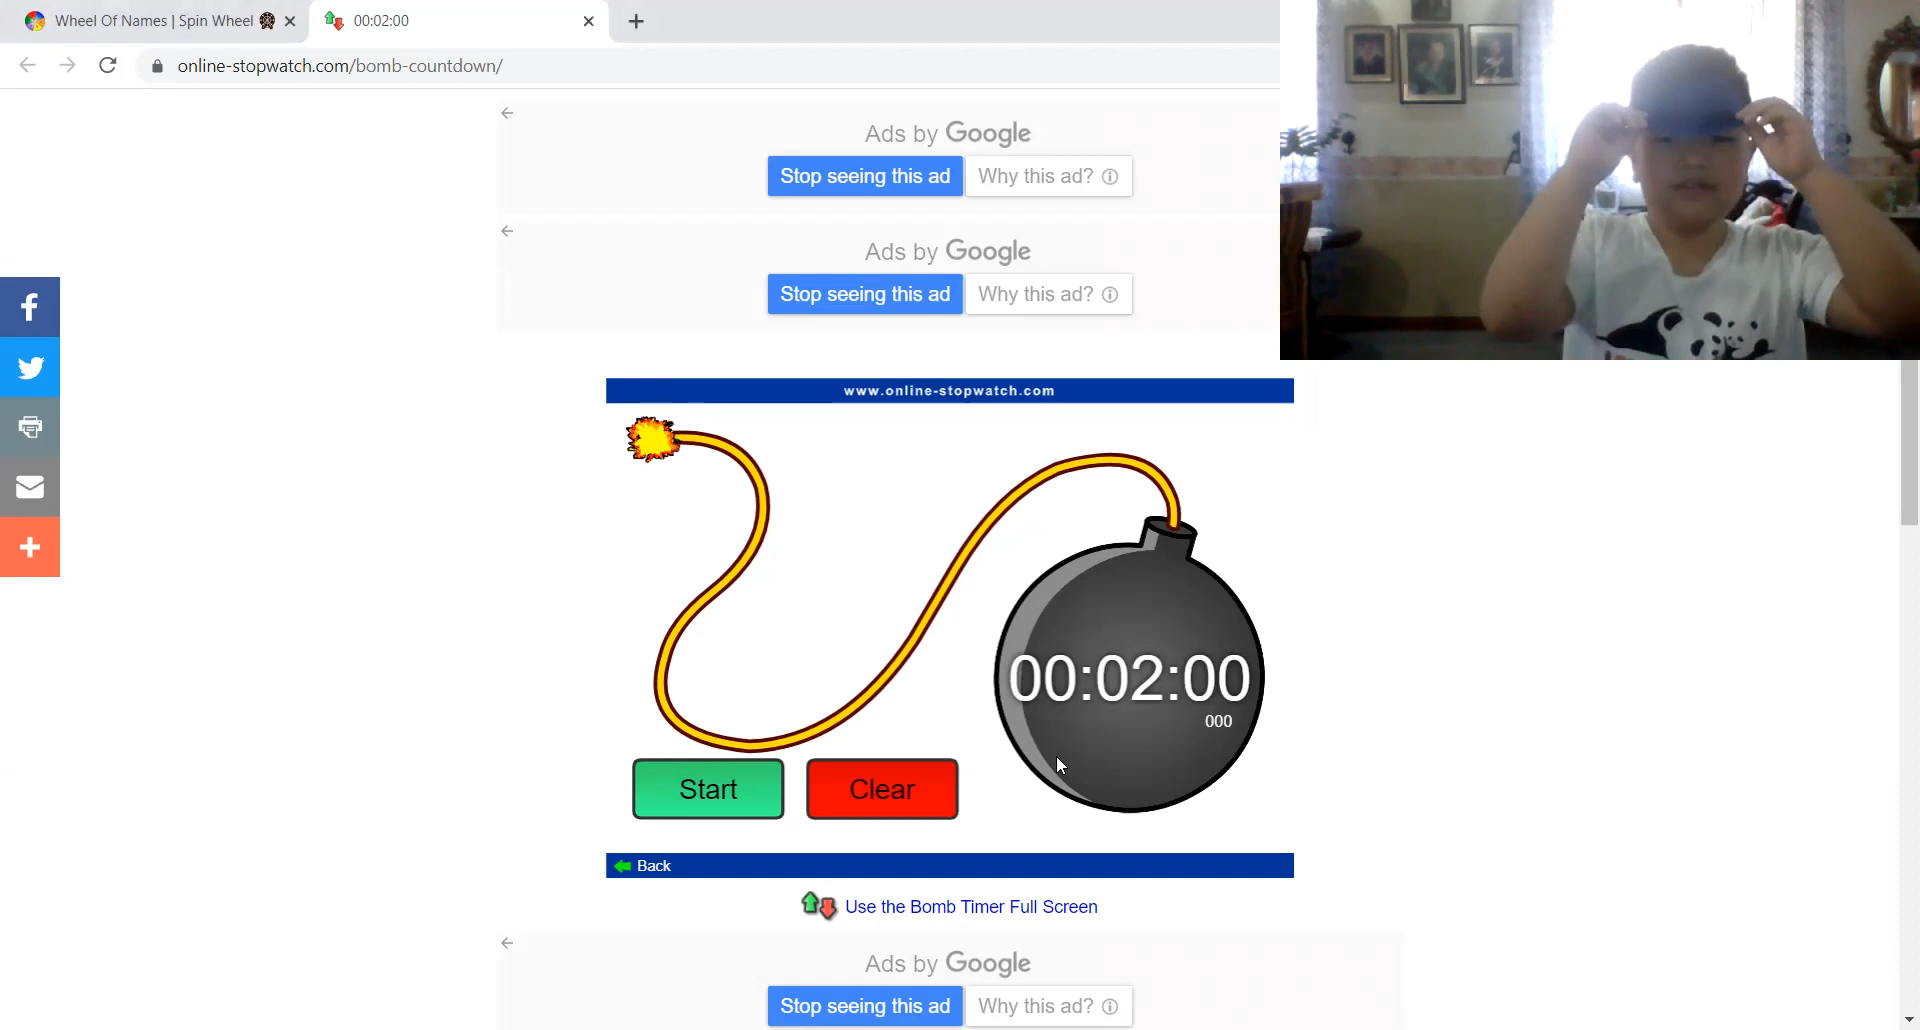 Wheel Of Names | Spin Wheel
00:02:00
online-stopwatch.com/bomb-countdown/
Ads by Google
Stop seeing this ad Why this ad?
Ads by Google
Stop seeing this ad Why this ad?
www.online-stopwatch.com
00:02:00
000
Start Clear
Back
Use the Bomb Timer Full Screen
Ads by Google
Stop seeing this ad Why this ad?